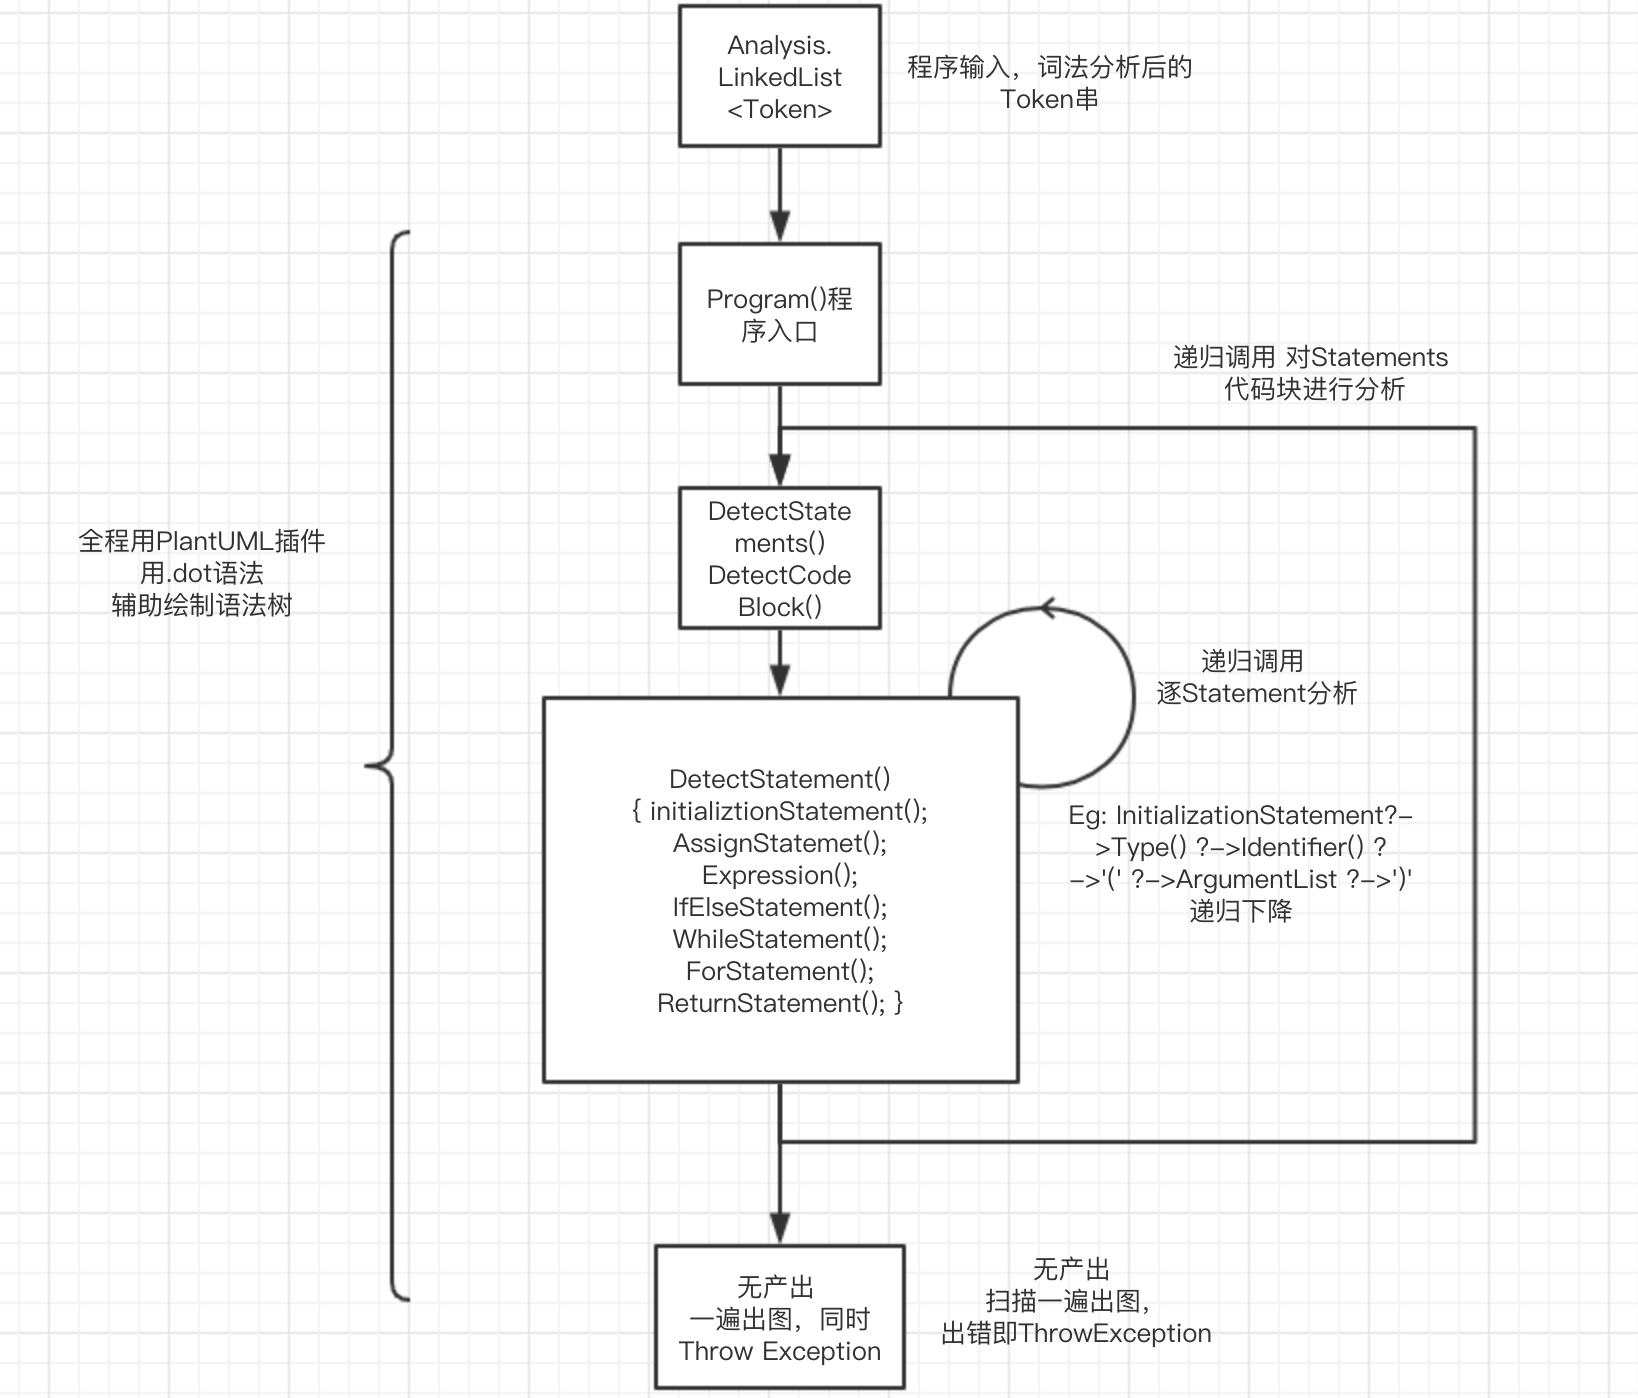 Analysis.
LinkedList
<Token>
程序输入，词法分析后的
Token串
Program()程
序入口
递归调用 对Statements
代码块进行分析
DetectState
ments()
DetectCode
Block()
全程用PlantUML插件
用.dot语法
辅助绘制语法树
递归调用
逐Statement分析
DetectStatement()
{ initializtionStatement();
AssignStatemet();
Expression();
IfElseStatement();
WhileStatement();
ForStatement();
ReturnStatement(); }
Eg: InitializationStatement?–
>Type() ?–>Identifier() ?
–>'(' ?–>ArgumentList ?–>')'
递归下降
无产出
一遍出图，同时
Throw Exception
无产出
扫描一遍出图，
出错即ThrowException